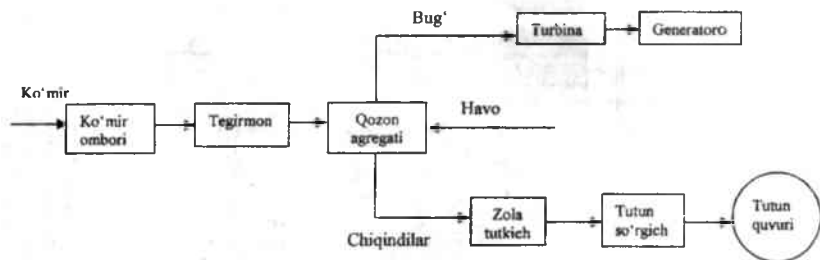 Bug‘
Turbina
Generatoro
Ko‘mir
Ko‘mir
ombori
Tegirmon
Qozon
agregati
Havo
Chiqindilar
Zola
tutkich
Tutun
so‘rgich
Tutun
quvuri